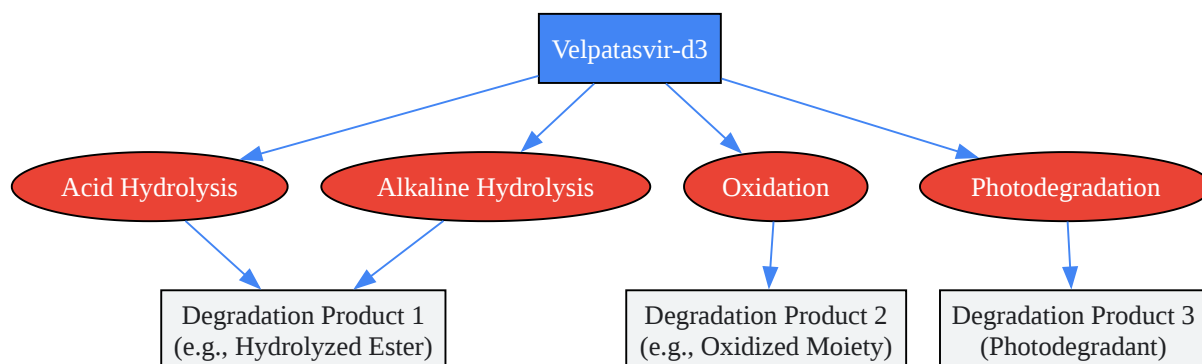 Velpatasvir-d3
Acid Hydrolysis
Alkaline Hydrolysis
Oxidation
Photodegradation
Degradation Product 1
(e.g., Hydrolyzed Ester)
Degradation Product 2
(e.g., Oxidized Moiety)
Degradation Product 3
(Photodegradant)